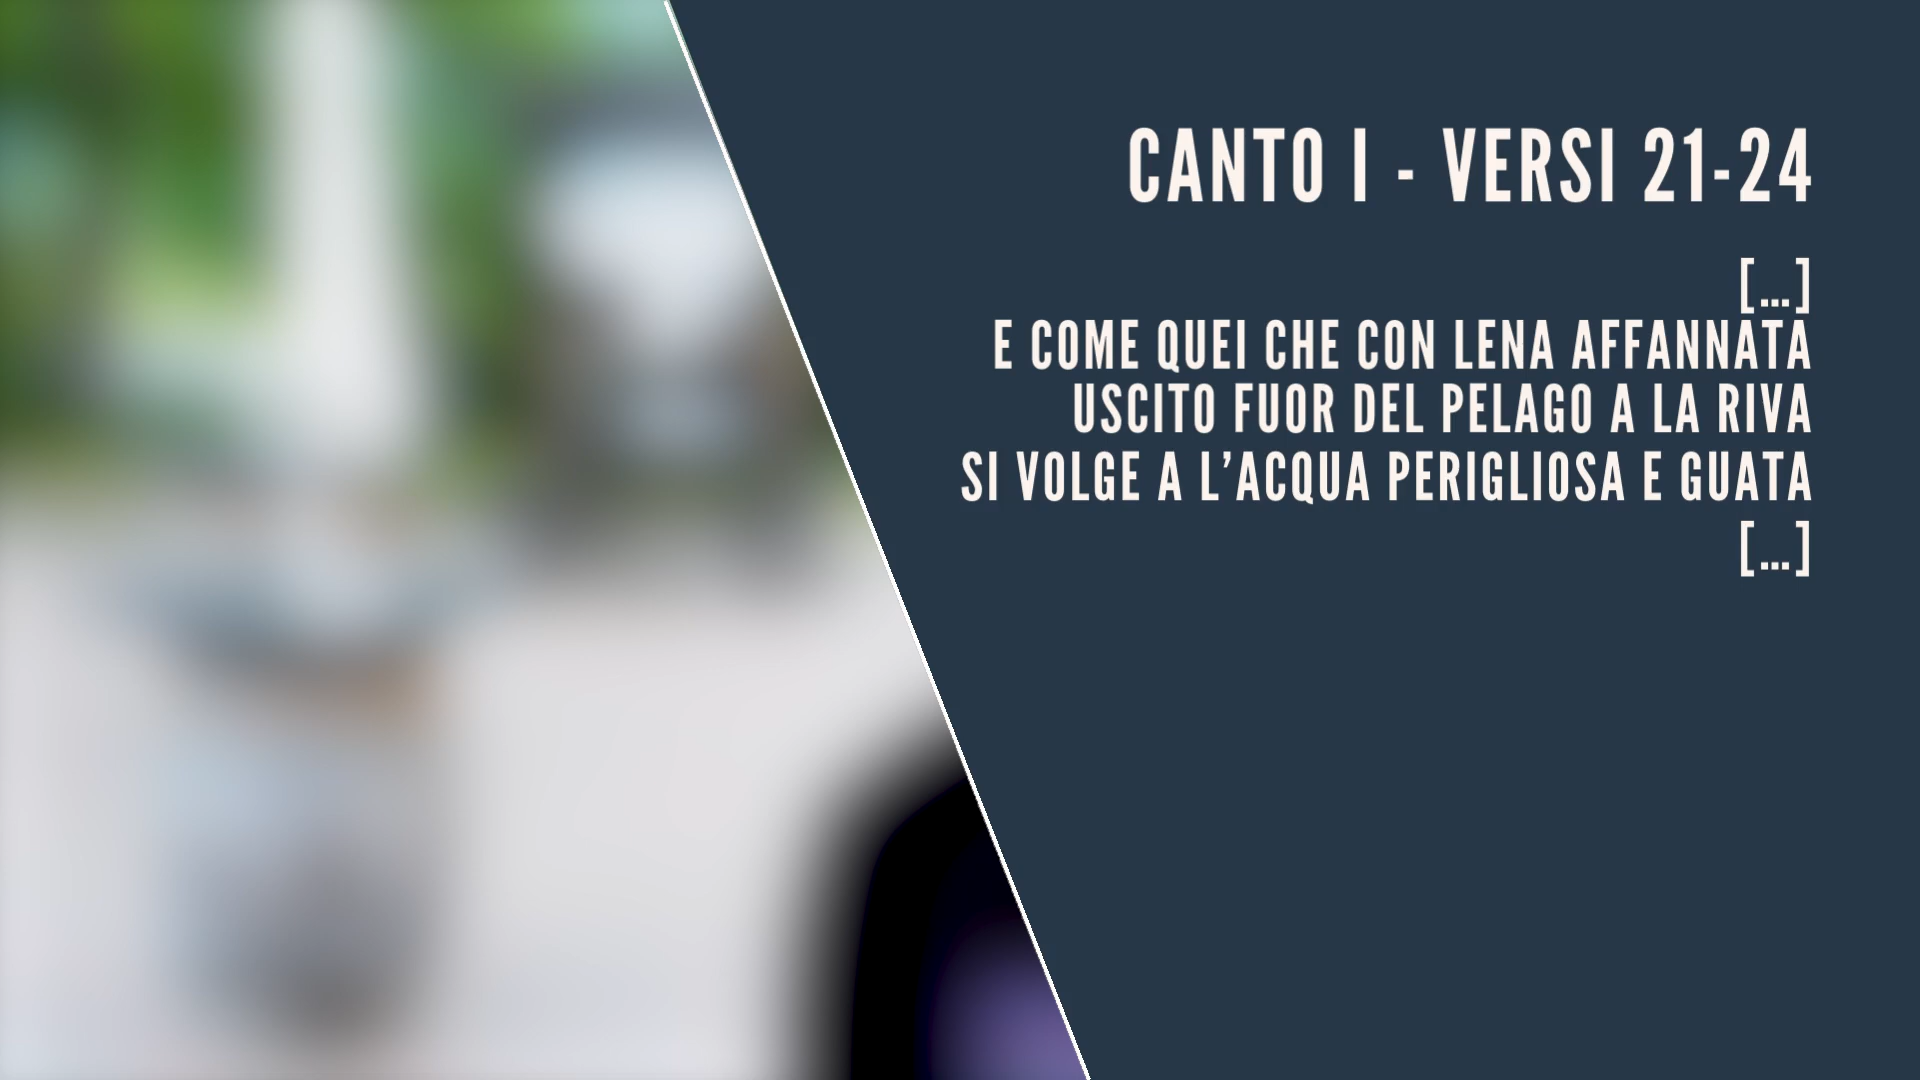 CANTO I - VERSI 21-24
[...]
E COME QUEI CHE CON LENA AFFANNATA
USCITO FUOR DEL PELAGO A LA RIVA
SI VOLGE A L’ACQUA PERIGLIOSA E GUATA
[...]